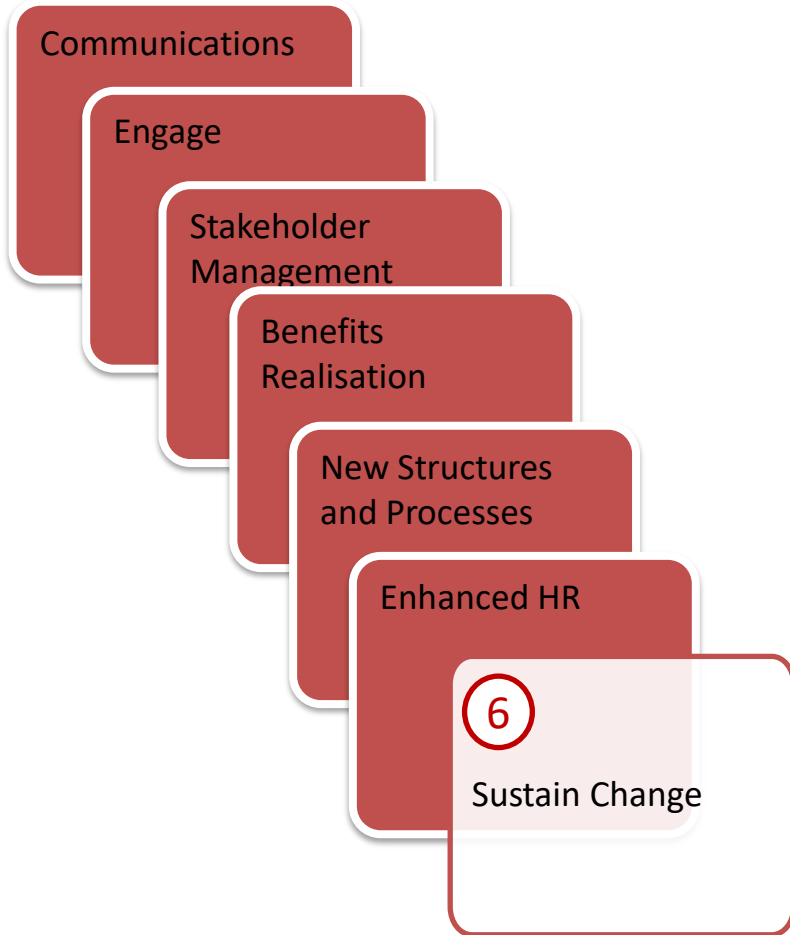 Communications
Engage
Stakeholder
Management
Benefits
Realisation
New Structures
and Processes
Enhanced HR
6
Sustain Change